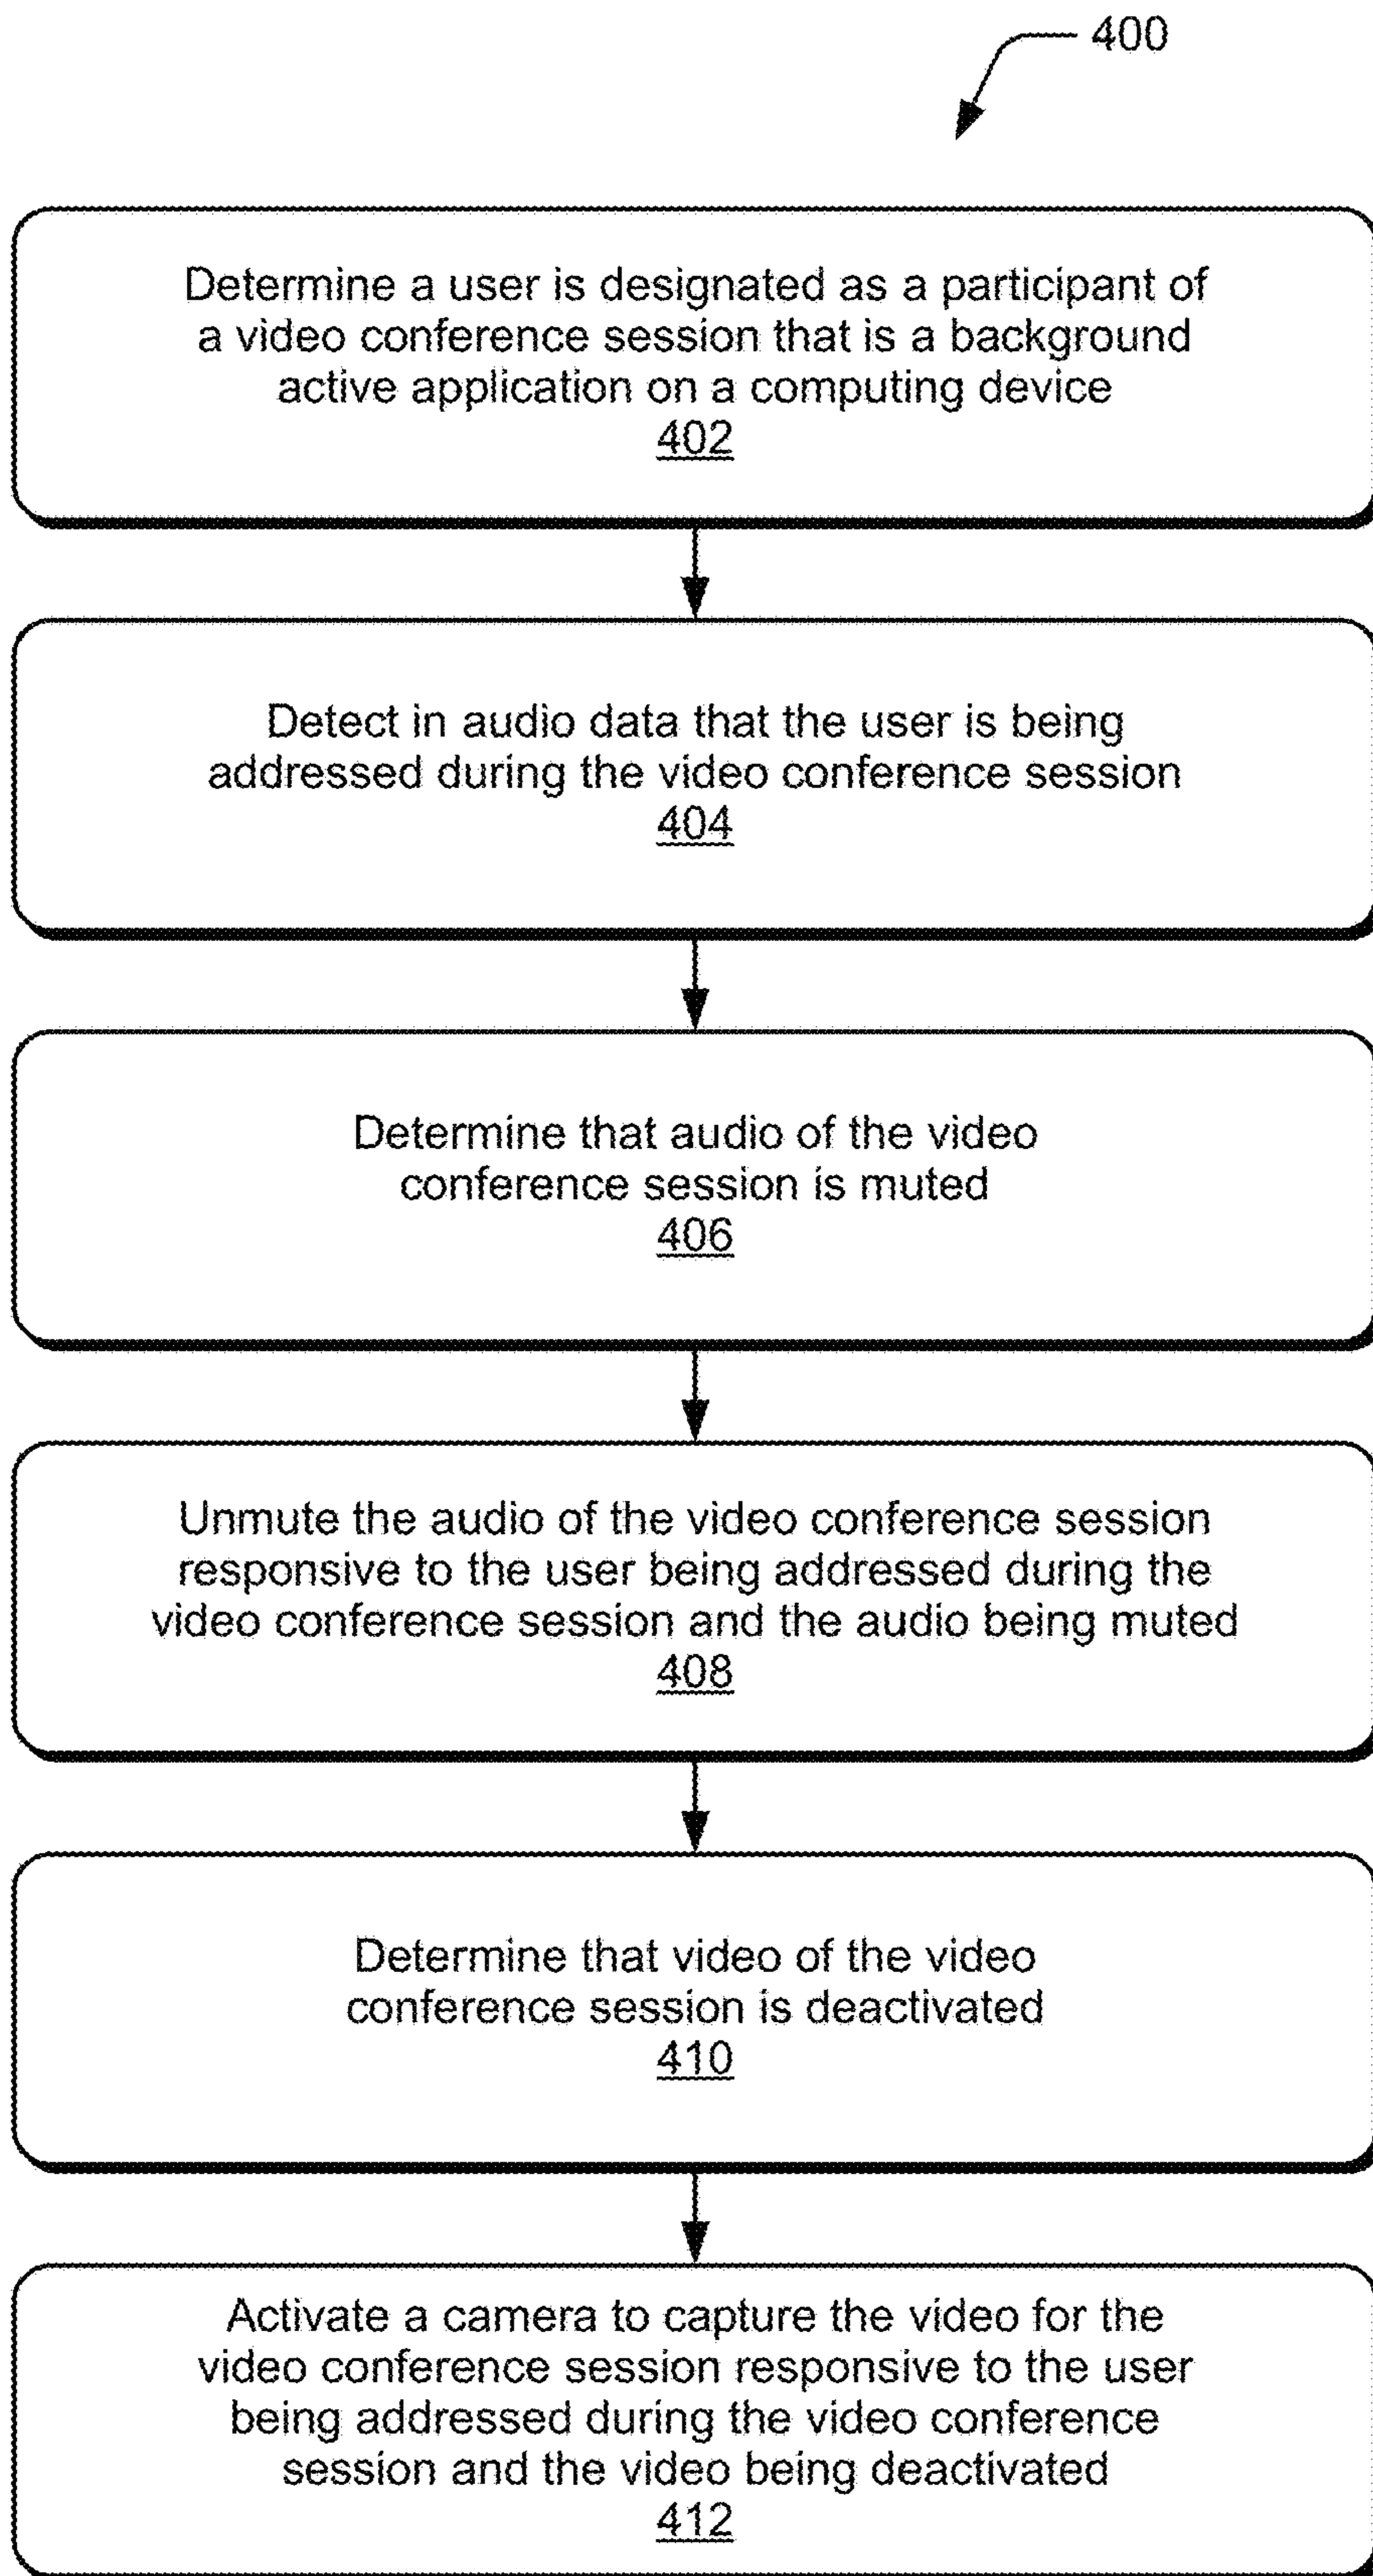 400
Determine a user is designated as a participant of
a video conference session that is a background
active application on a computing device
402
Detect in audio data that the user is being
addressed during the video conference session
404
Determine that audio of the video
conference session is muted
406
Unmute the audio of the video conference session
responsive to the user being addressed during the
video conference session and the audio being muted
408
Determine that video of the video
conference session is deactivated
410
Activate a camera to capture the video for the
video conference session responsive to the user
being addressed during the video conference
session and the video being deactivated
412